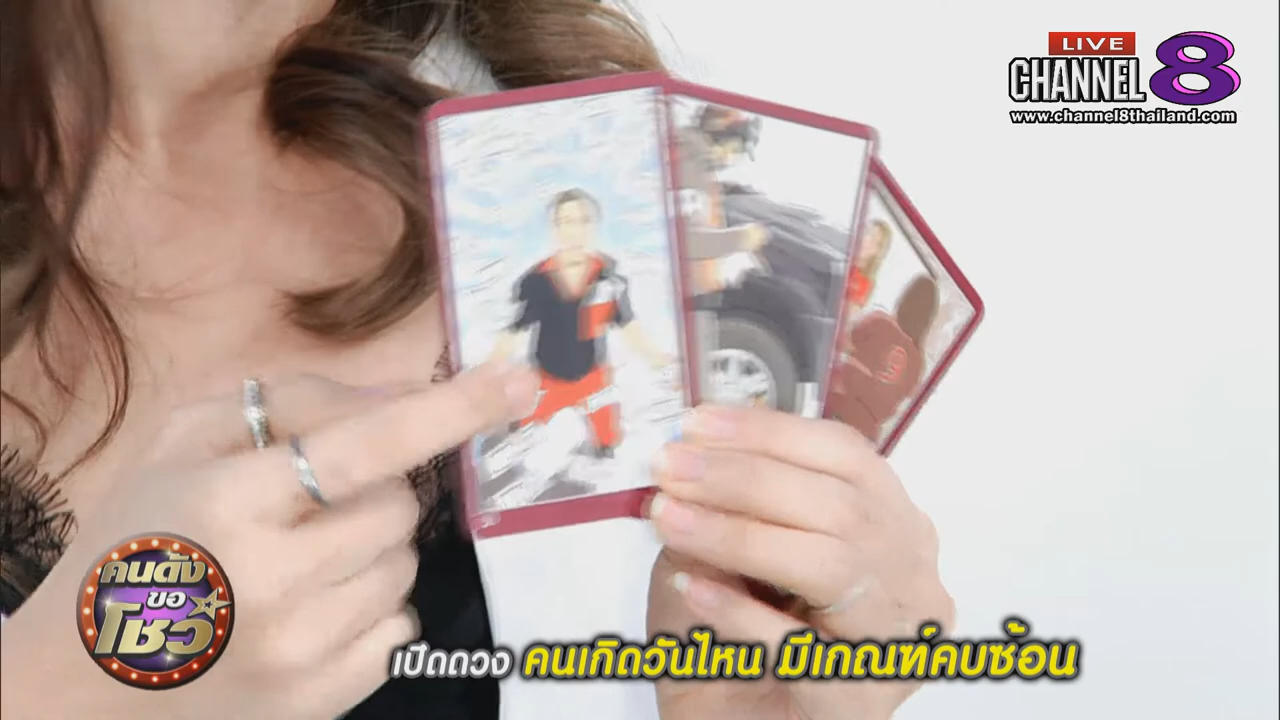 LIVE
CHANNEL 8
www.channel8thailand.com
คนดัง
ขอ
โชว์
เปิดดวง คนเกิดวันไหน มีเกณฑ์คบซ้อน